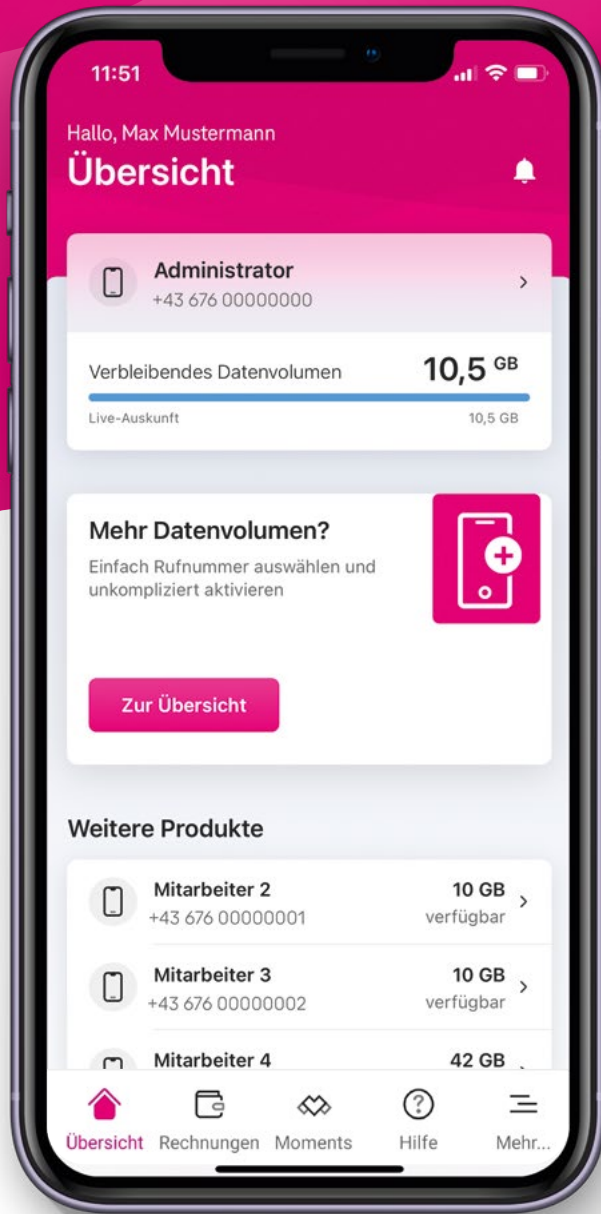 11:51
Hallo, Max Mustermann
Übersicht
Administrator
+43 676 00000000
Verbleibendes Datenvolumen 10,5 GB
Live-Auskunft 10,5 GB
Mehr Datenvolumen?
Einfach Rufnummer auswählen und
unkompliziert aktivieren
Zur Übersicht
Weitere Produkte
Mitarbeiter 2 10 GB
+43 676 00000001 verfügbar
Mitarbeiter 3 10 GB
+43 676 00000002 verfügbar
Mitarbeiter 4 42 GB
Übersicht Rechnungen Moments Hilfe Mehr...